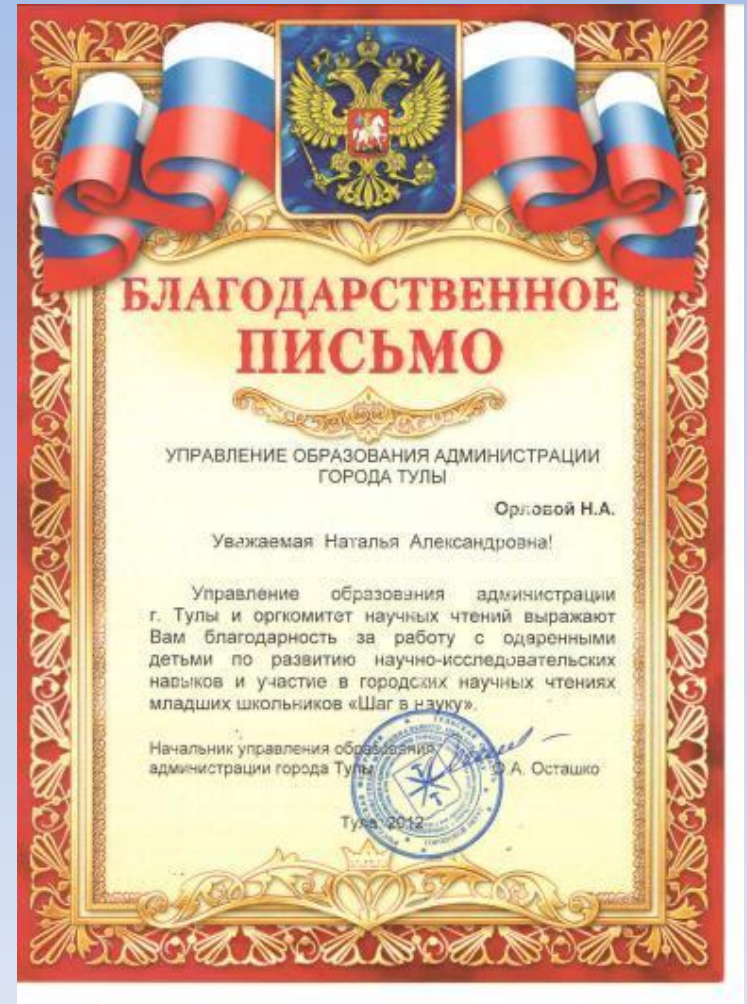 БЛАГОДАРСТВЕННОЕ
ПИСЬМО
УПРАВЛЕНИЕ ОБРАЗОВАНИЯ АДМИНИСТРАЦИИ
ГОРОДА ТУЛЫ
Орловой Н.А.
Уважаемая Наталья Александровна!
Управление образования администрации
г. Тулы и оргкомитет научных чтений выражают
Вам благодарность за работу с одаренными
детьми по развитию научно-исследовательских
навыков и участие в городских научных чтениях
младших школьников «Шаг в науку».
Начальник управления образования
администрации города Тулы А. Осташко
Тула 2012